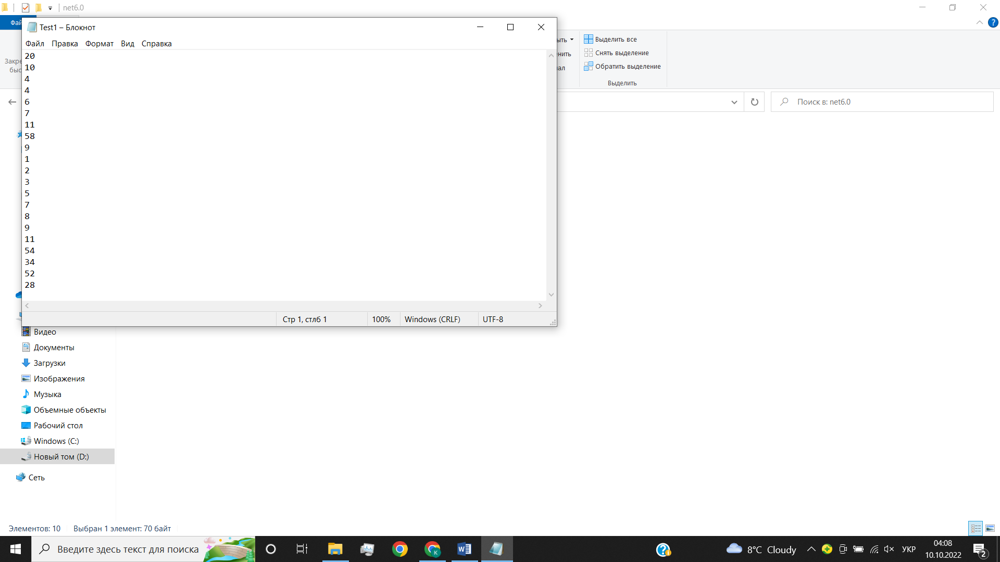 net6.0
Фай
Test1 – Блокнот
Файл Правка Формат Вид Справка
20
10
4
4
6
7
11
58
9
1
2
3
5
7
8
9
11
54
34
52
28
Стр 1, стлб 1
100%
Windows (CRLF)
UTF-8
Закре
быс
ыть
енить
ал
Выделить все
Снять выделение
Обратить выделение
Выделить
Поиск в: net6.0
Видео
Документы
Загрузки
Изображения
Музыка
Объемные объекты
Рабочий стол
Windows (C:)
Новый том (D:)
Сеть
Элементов: 10
Выбран 1 элемент: 70 байт
Введите здесь текст для поиска
8°C Cloudy
УКР
04:08
10.10.2022
2